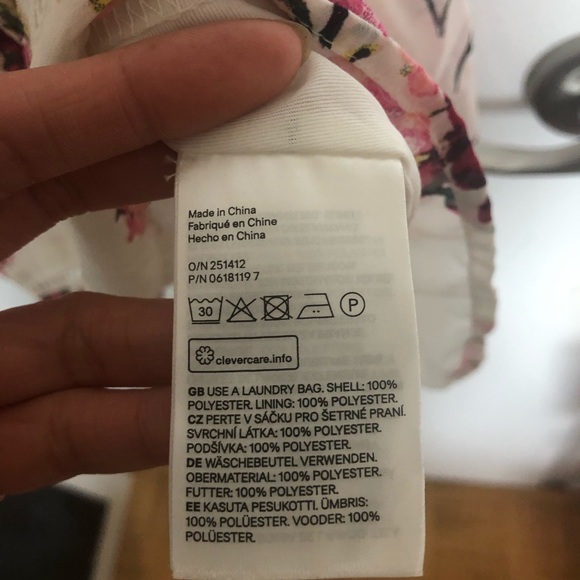 Made in China
Fabriqué en Chine
Hecho en China
O/N 251412
P/N 0618119 7
30 P
clevercare.info
GB USE A LAUNDRY BAG. SHELL: 100%
POLYESTER. LINING: 100% POLYESTER.
CZ PERTE V SÁČKU PRO ŠETRNÉ PRANÍ.
SVRCHNÍ LÁTKA: 100% POLYESTER.
PODŠÍVKA: 100% POLYESTER.
DE WÄSCHEBEUTEL VERWENDEN.
OBERMATERIAL: 100% POLYESTER.
FUTTER: 100% POLYESTER.
EE KASUTA PESUKOTTI. ÜMBRIS:
100% POLÜESTER. VOODER: 100%
POLÜESTER.